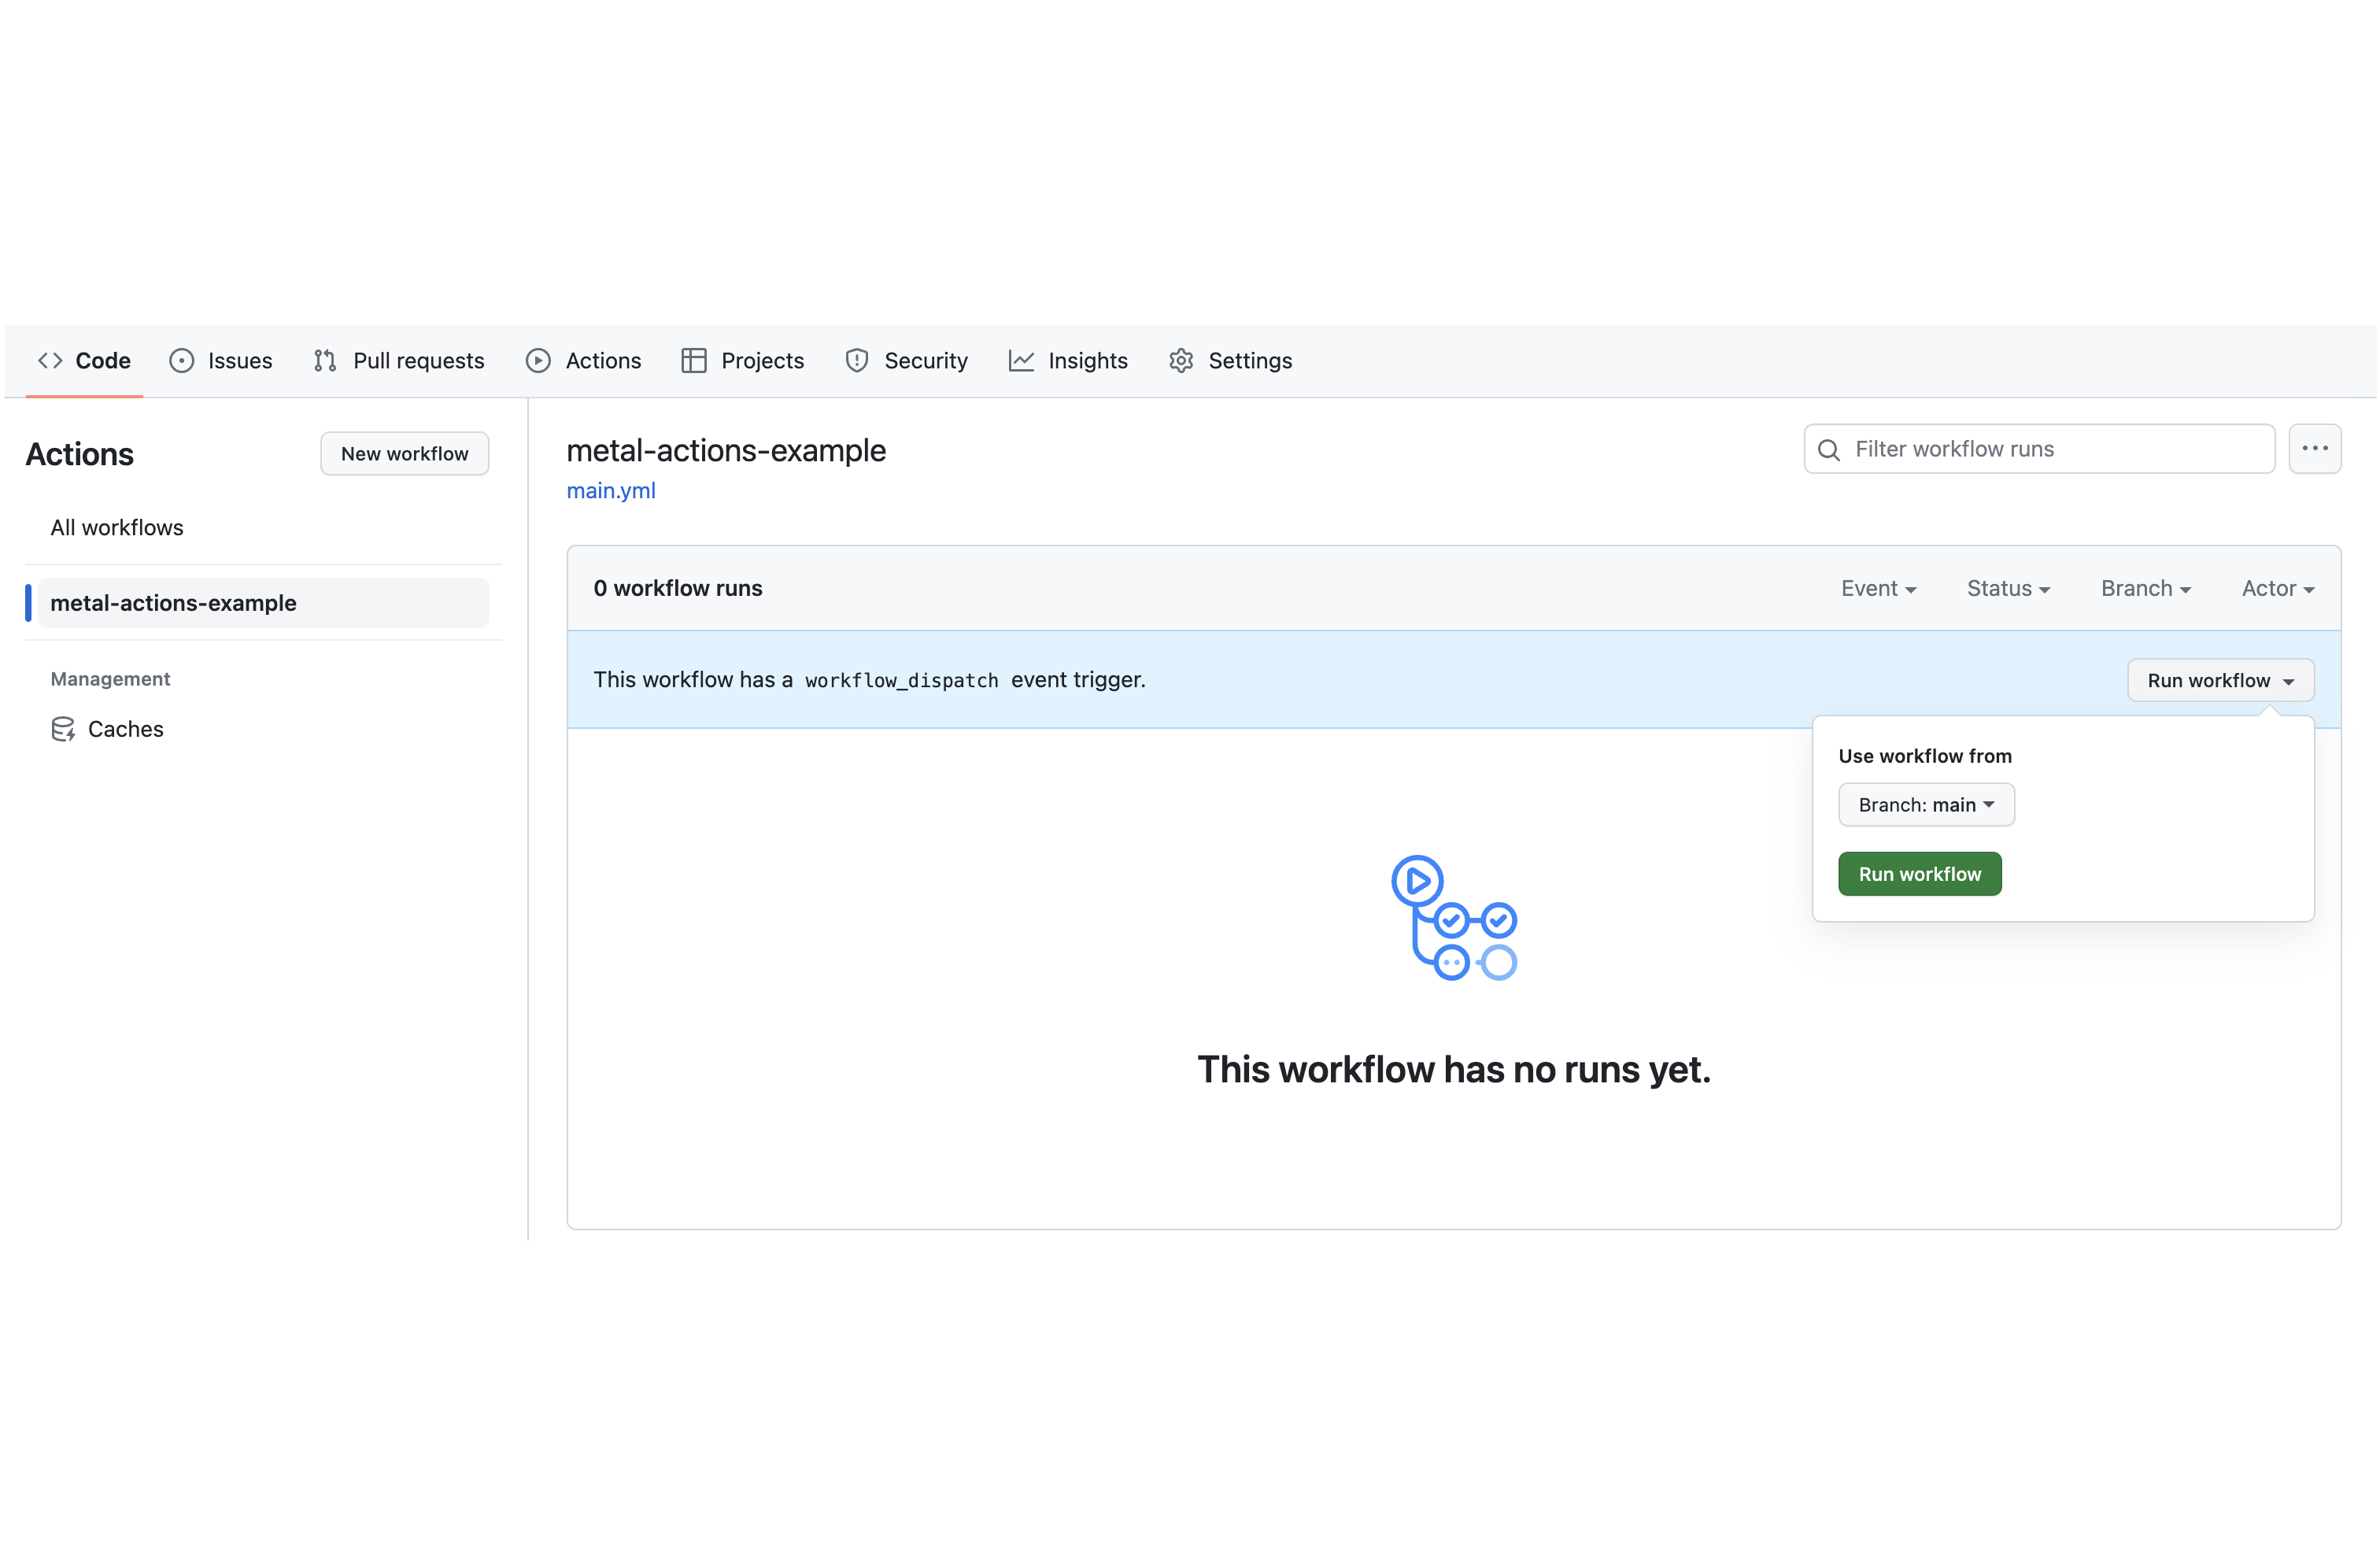 Code Issues Pull requests Actions Projects Security Insights Settings
Actions New workflow
All workflows
metal-actions-example
Management
Caches
metal-actions-example
main.yml
Filter workflow runs
0 workflow runs Event Status Branch Actor
This workflow has a workflow_dispatch event trigger. Run workflow
Use workflow from
Branch: main
Run workflow
This workflow has no runs yet.